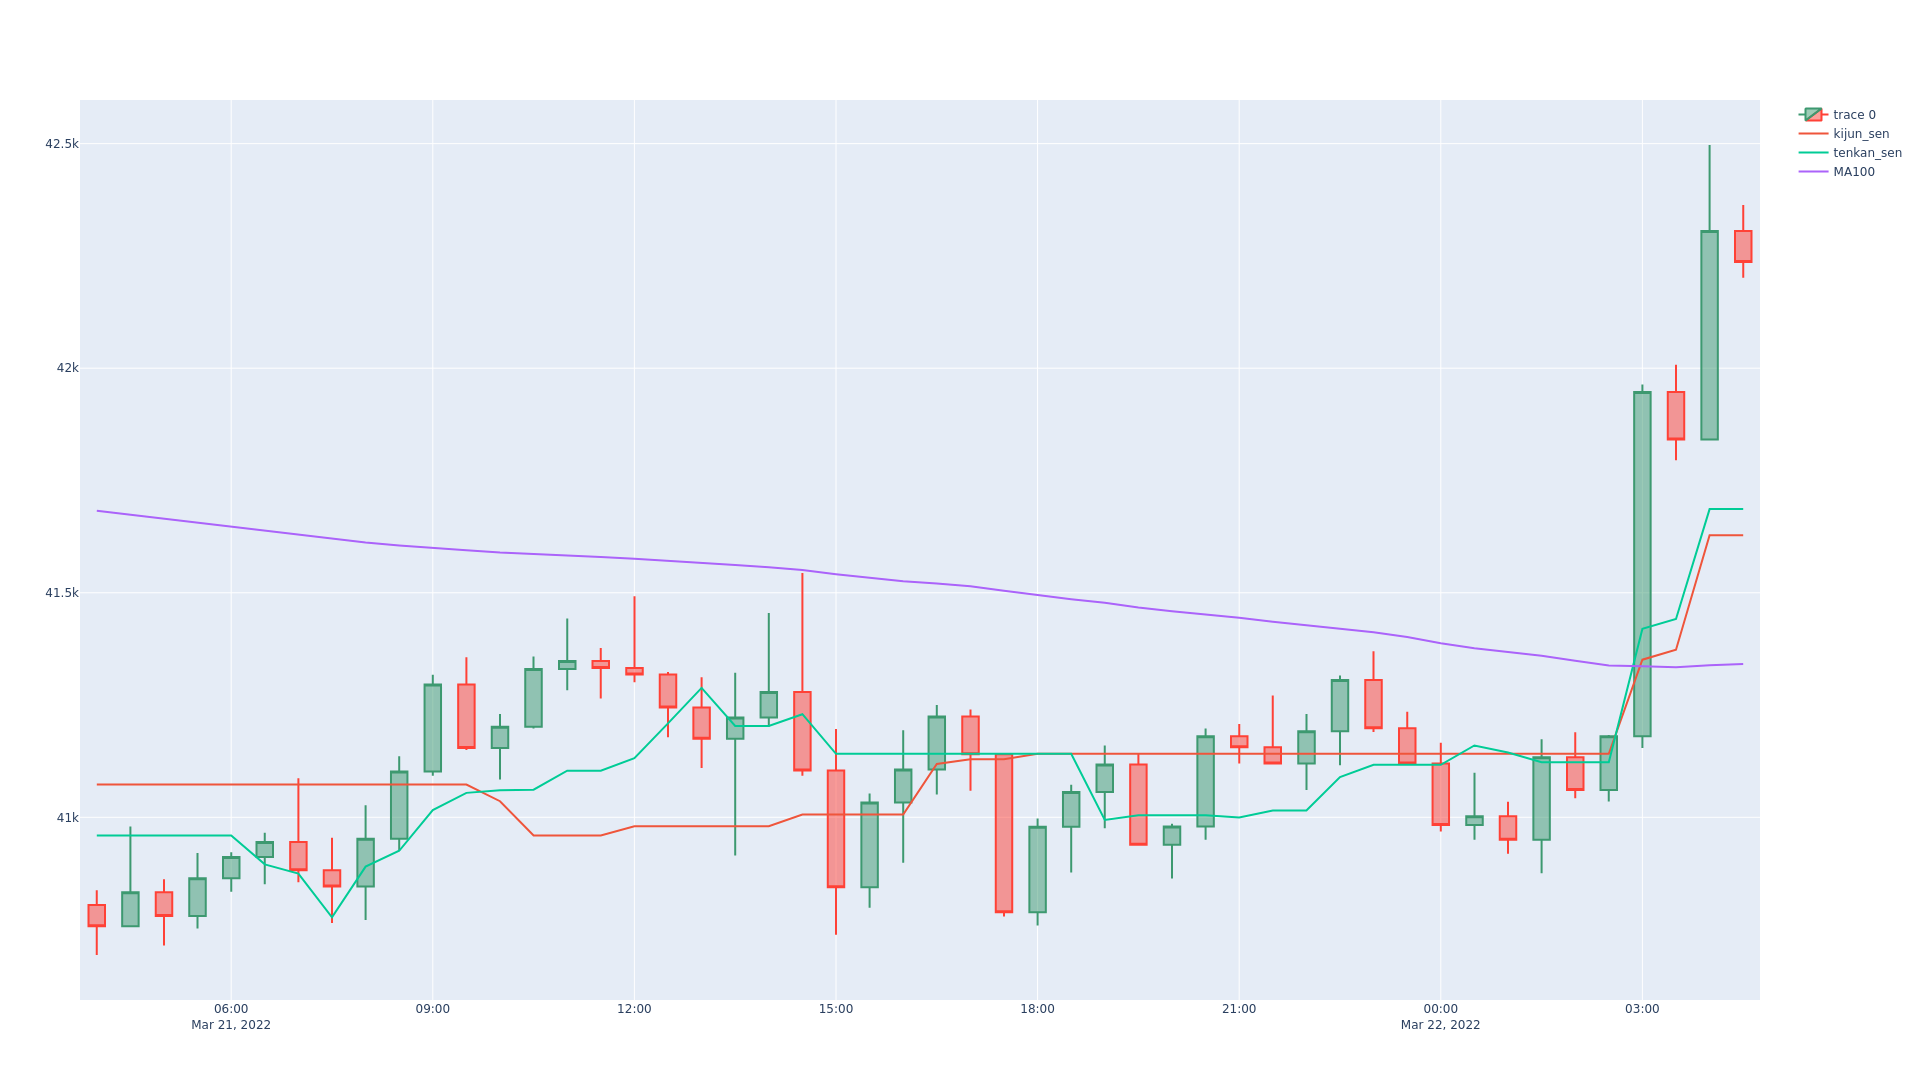 42.5k
42k
41.5k
41k
06:00
Mar 21, 2022
09:00
12:00
15:00
18:00
21:00
00:00
Mar 22, 2022
03:00
trace 0
kijun_sen
tenkan_sen
MA100